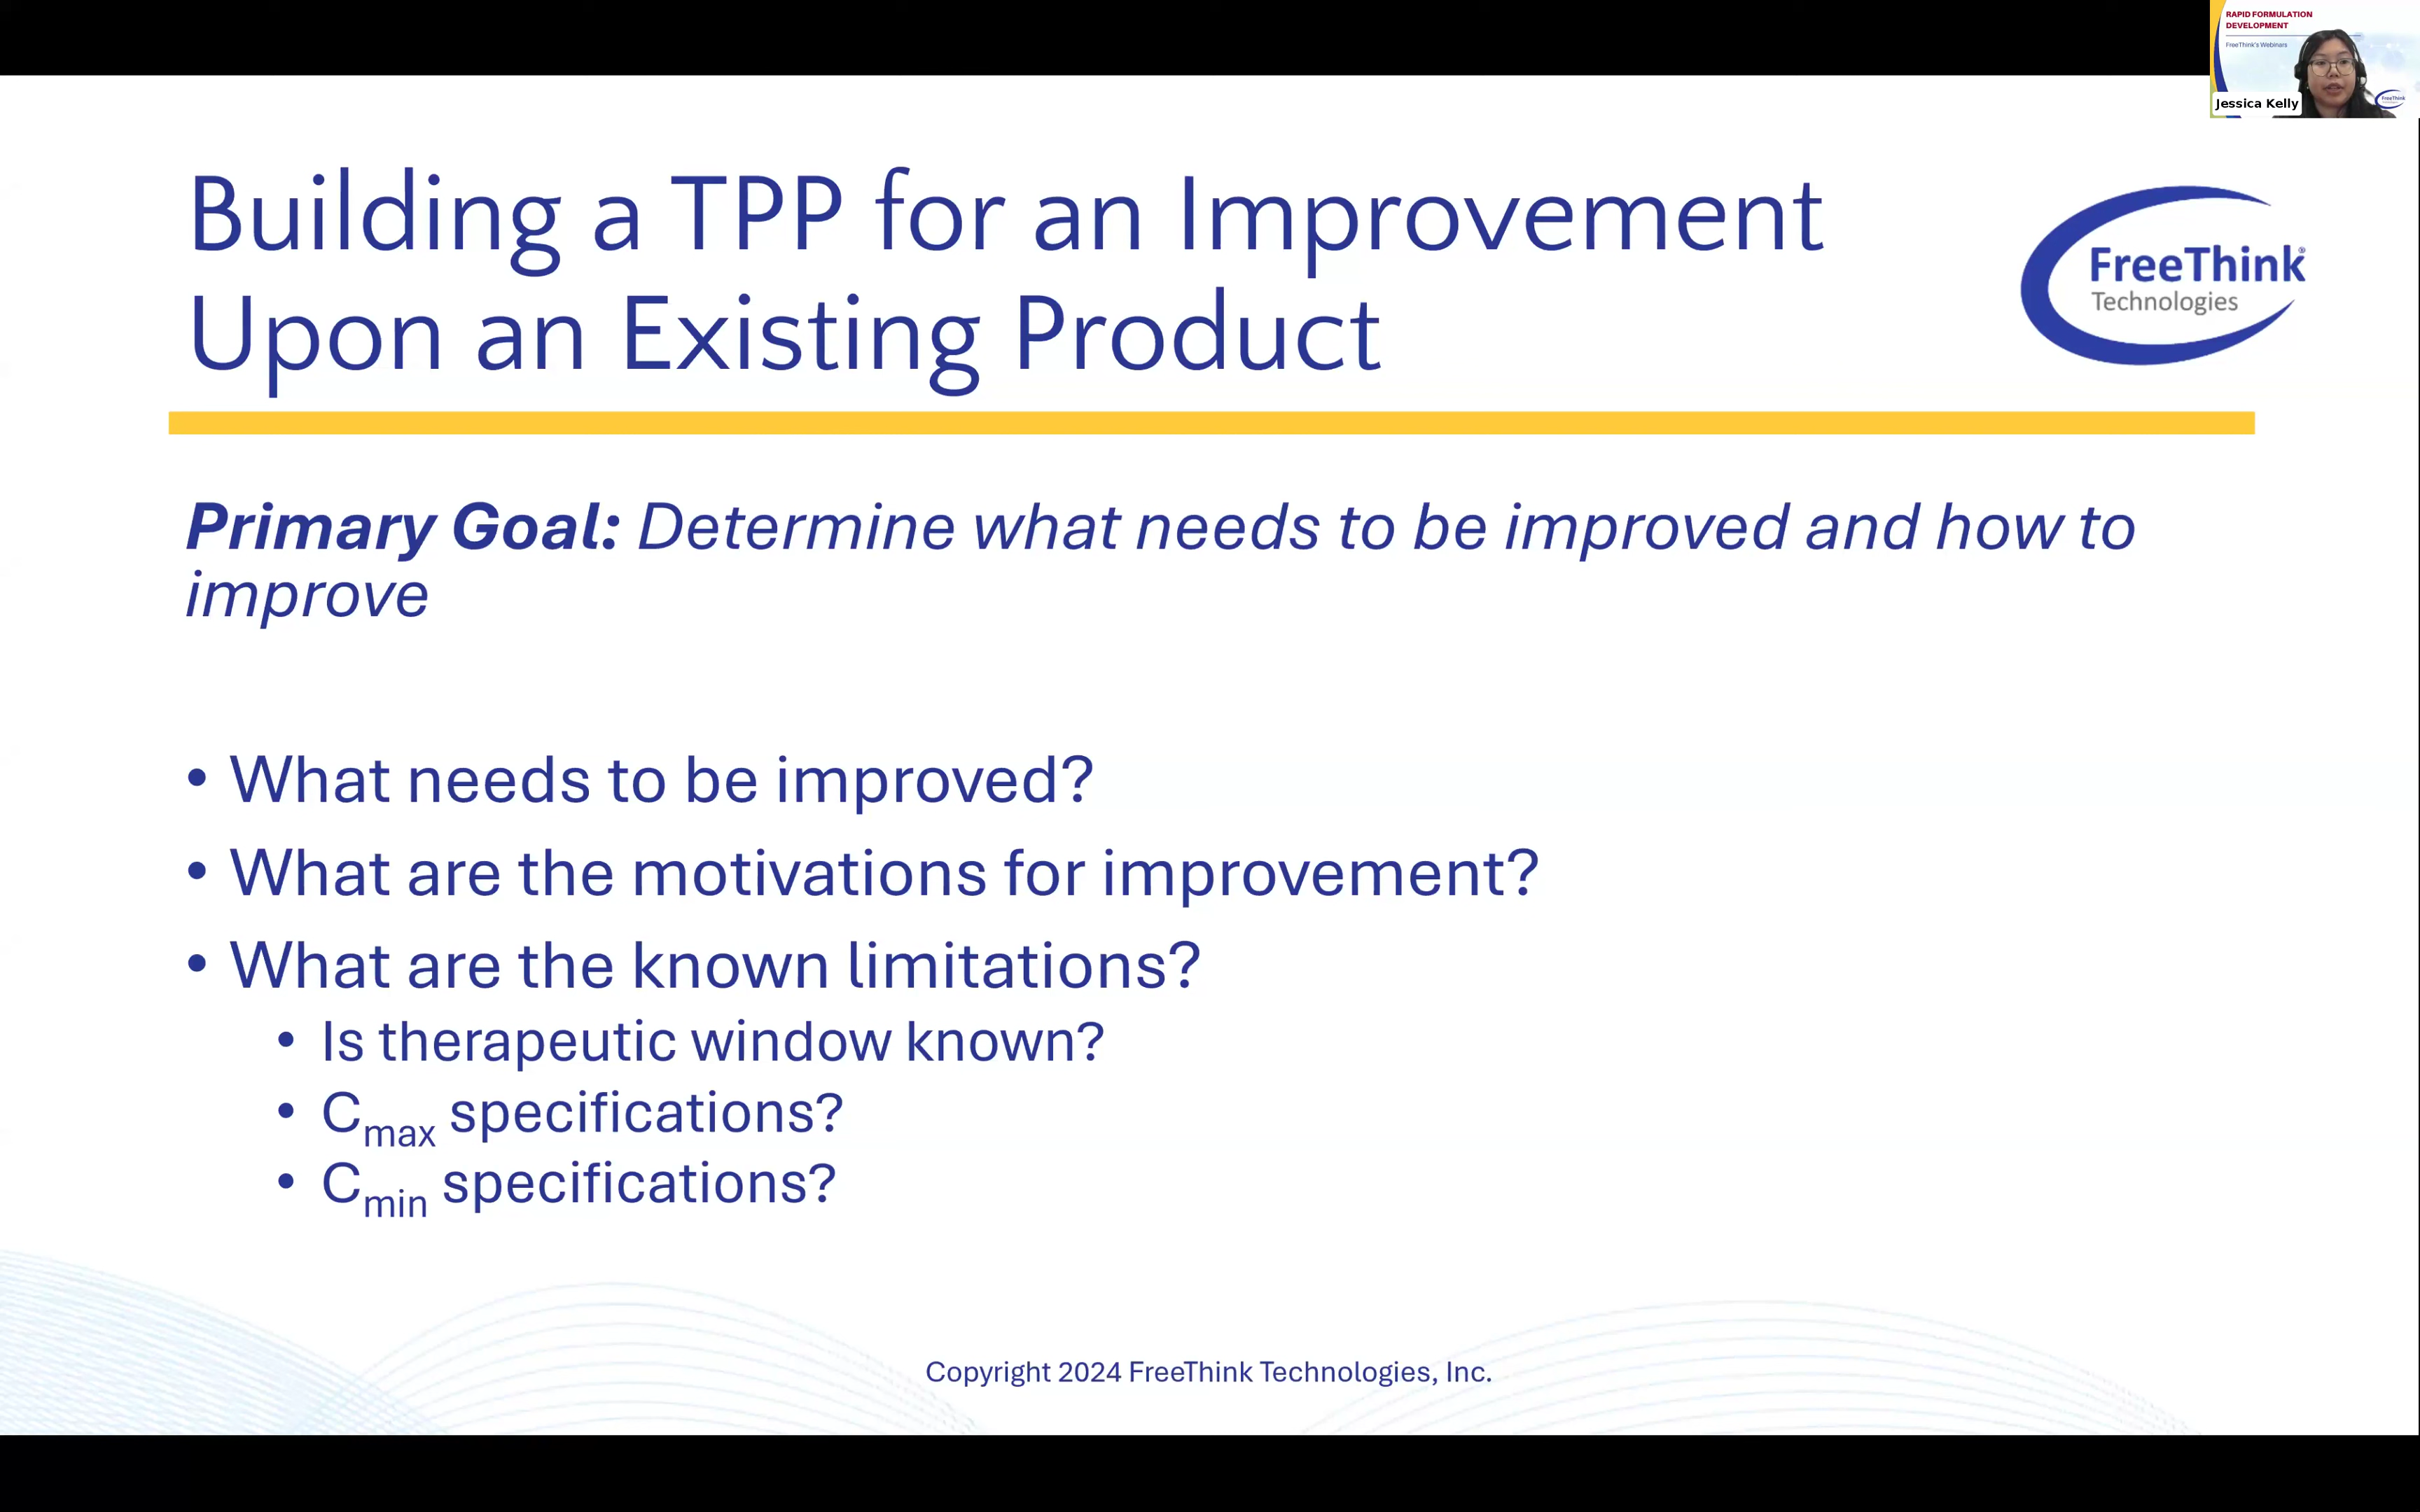 RAPID FORMULATION
DEVELOPMENT
FreeThink's Webinars
FreeThink
Jessica Kelly
Building a TPP for an Improvement
Upon an Existing Product
FreeThink®
Technologies
Primary Goal: Determine what needs to be improved and how to
improve
• What needs to be improved?
• What are the motivations for improvement?
• What are the known limitations?
• Is therapeutic window known?
• Cmax specifications?
• Cmin specifications?
Copyright 2024 FreeThink Technologies, Inc.